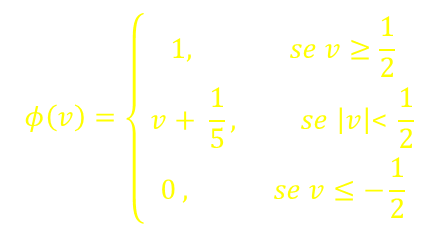 1, se v ≥ 1/2
ϕ(v) = { v + 1/5, se |v|< 1/2
0 , se v ≤ − 1/2